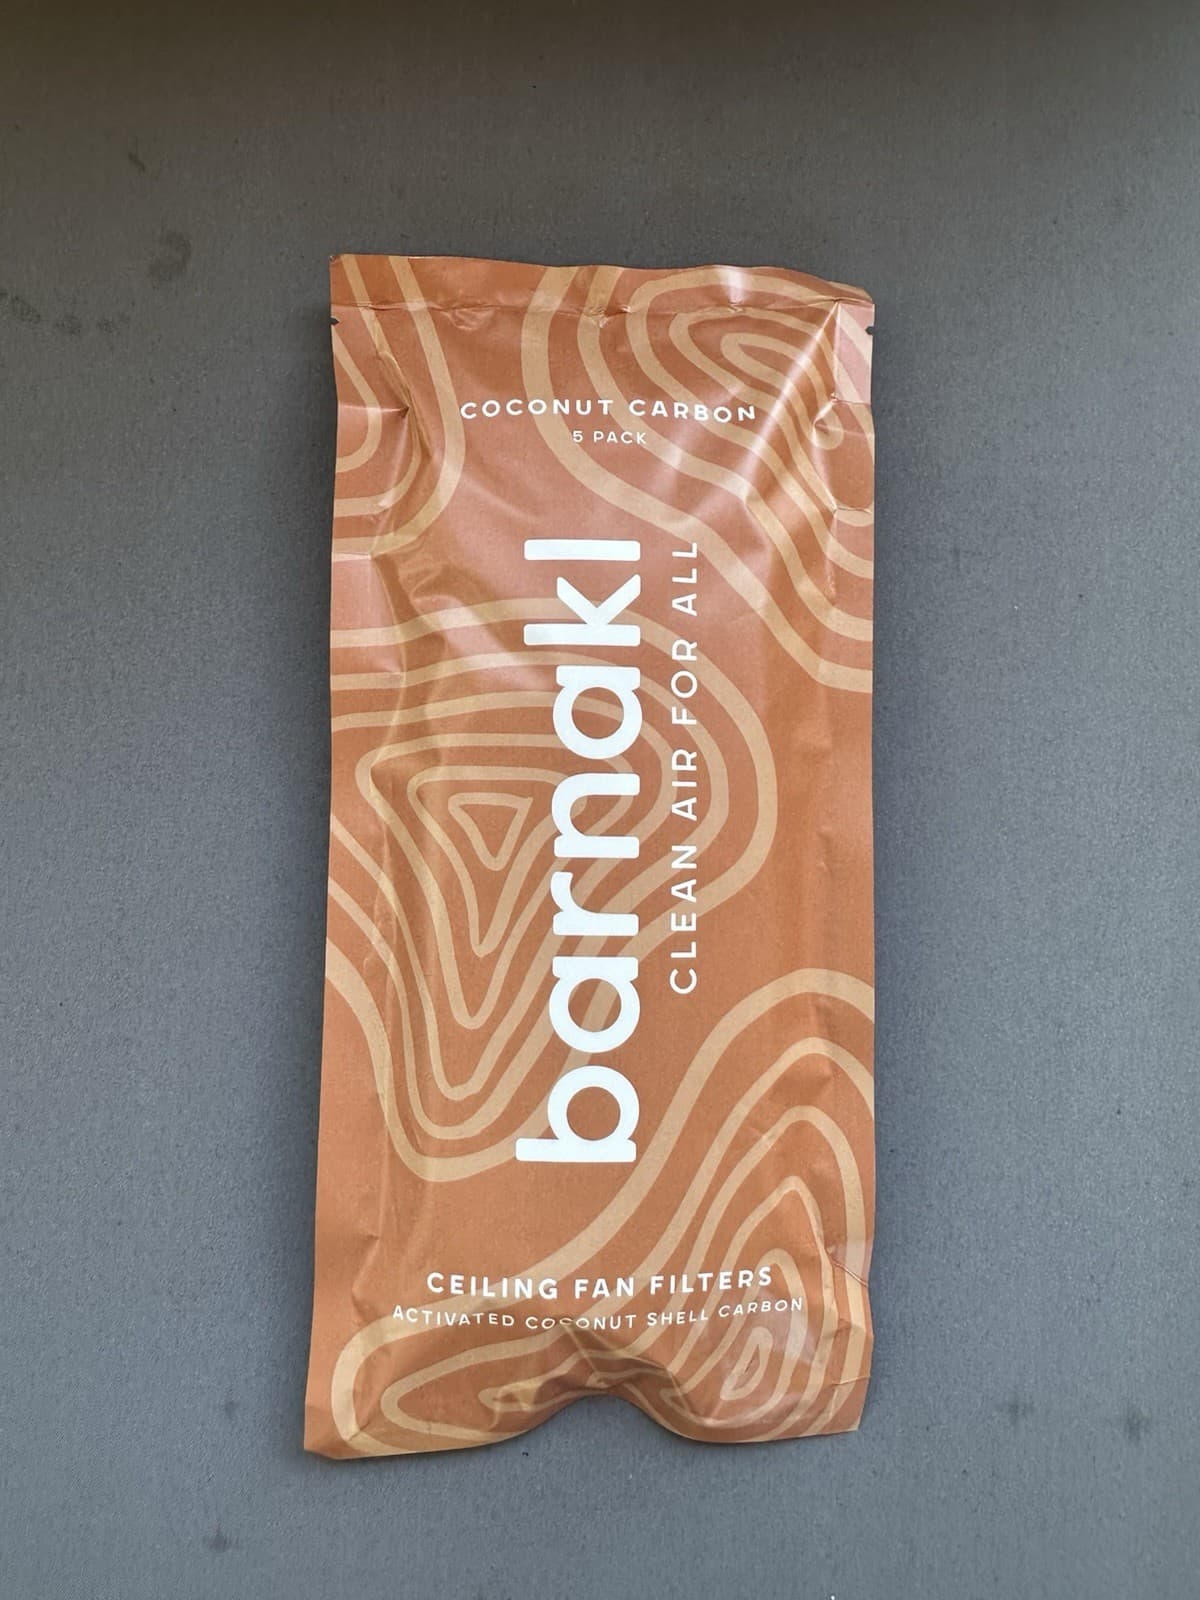 COCONUT CARBON
5 PACK
barnakl
CLEAN AIR FOR ALL
CEILING FAN FILTERS
ACTIVATED COCONUT SHELL CARBON